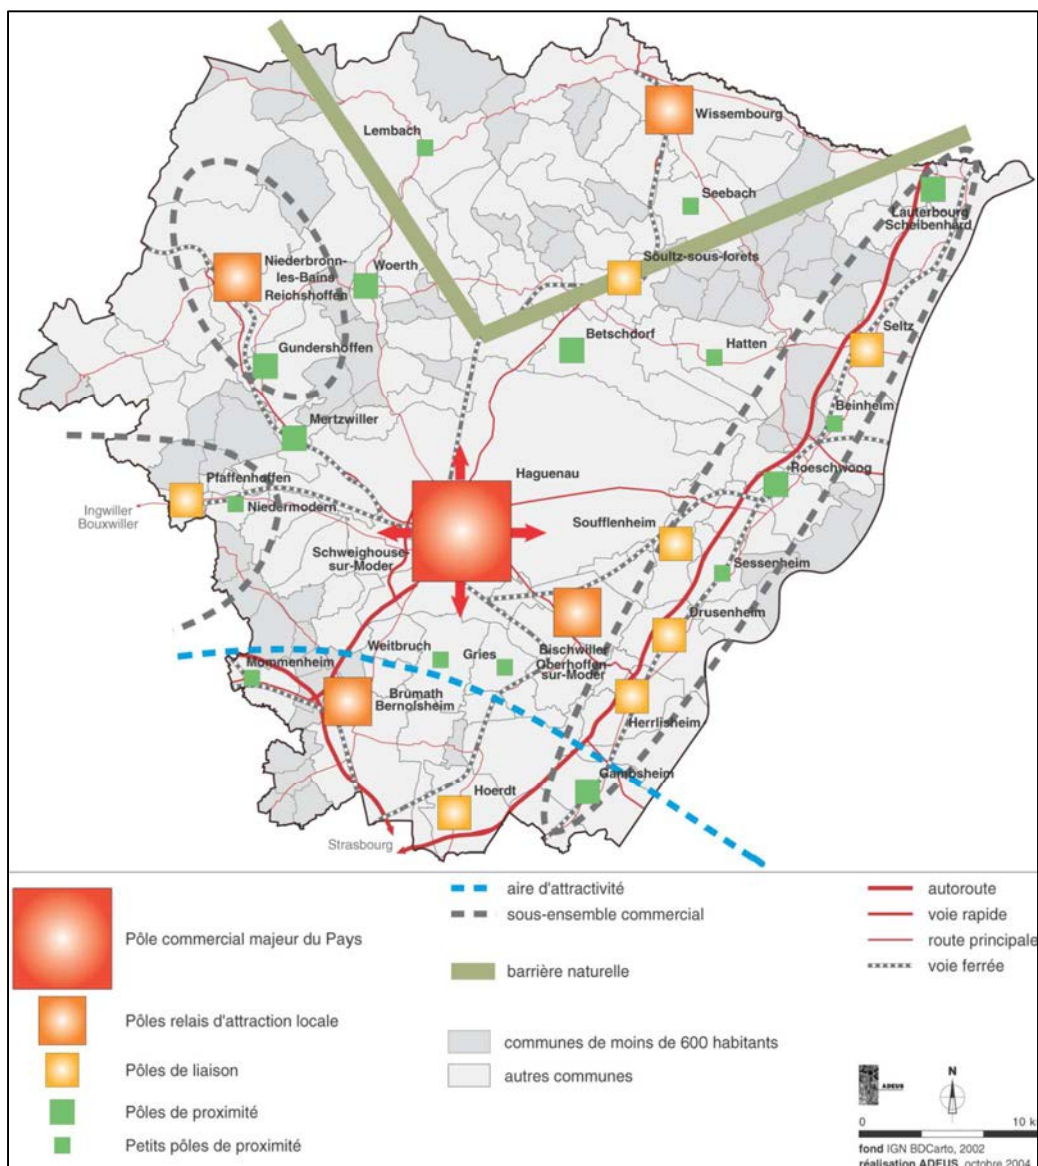 Wissembourg
Lembach
Seebach
Lauterbourg
Scheibenhard
Soultz-sous-forets
Niederbronn-
les-Bains
Reichshoffen
Woerth
Seltz
Betschdorf
Hatten
Gundershoffen
Mertzwiller
Beinheim
Pfaffenhoffen
Haguenau
Roeschwoog
Niedermodern
Ingwiller
Bouxwiller
Soufflenheim
Schweighouse-
sur-Moder
Sessenheim
Drusenheim
Weitbruch
Gries
Bischwiller
Oberhoffen
sur-Moder
Mommenheim
Brumath
Bernolsheim
Herrlisheim
Gambsheim
Hoerdt
Strasbourg
Pôle commercial majeur du Pays
Pôles relais d'attraction locale
Pôles de liaison
Pôles de proximité
Petits pôles de proximité
aire d'attractivité
sous-ensemble commercial
barrière naturelle
communes de moins de 600 habitants
autres communes
autoroute
voie rapide
route principale
voie ferrée
ADEUS
N
0 10 k
fond IGN BDCarto, 2002
réalisation ADEUS, octobre 2004